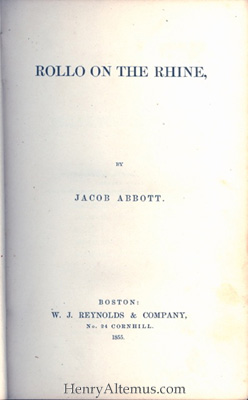 ROLLO ON THE RHINE,
BY
JACOB ABBOTT.
BOSTON:
W. J. REYNOLDS & COMPANY,
No. 24 CORNHILL.
1855.
HenryAltemus.com